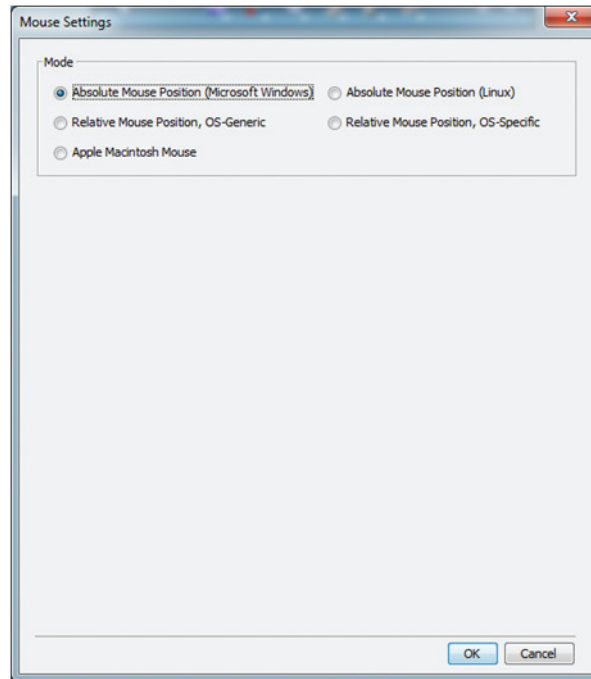 Mouse Settings
Mode
Absolute Mouse Position (Microsoft Windows) Absolute Mouse Position (Linux)
Relative Mouse Position, OS-Generic Relative Mouse Position, OS-Specific
Apple Macintosh Mouse
OK Cancel